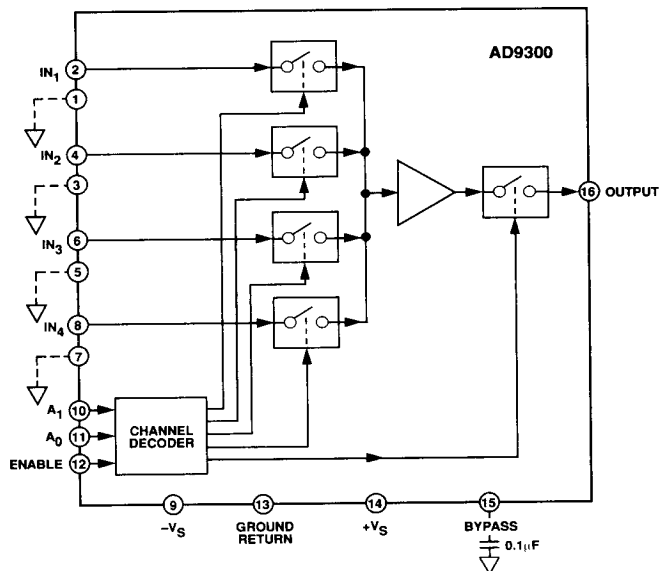 AD9300
IN1 2
1
IN2 4
3
IN3 6
5
IN4 8
7
16 OUTPUT
A1 10
A0 11
ENABLE 12
CHANNEL
DECODER
9
–VS
13
GROUND
RETURN
14
+VS
15
BYPASS
0.1μF